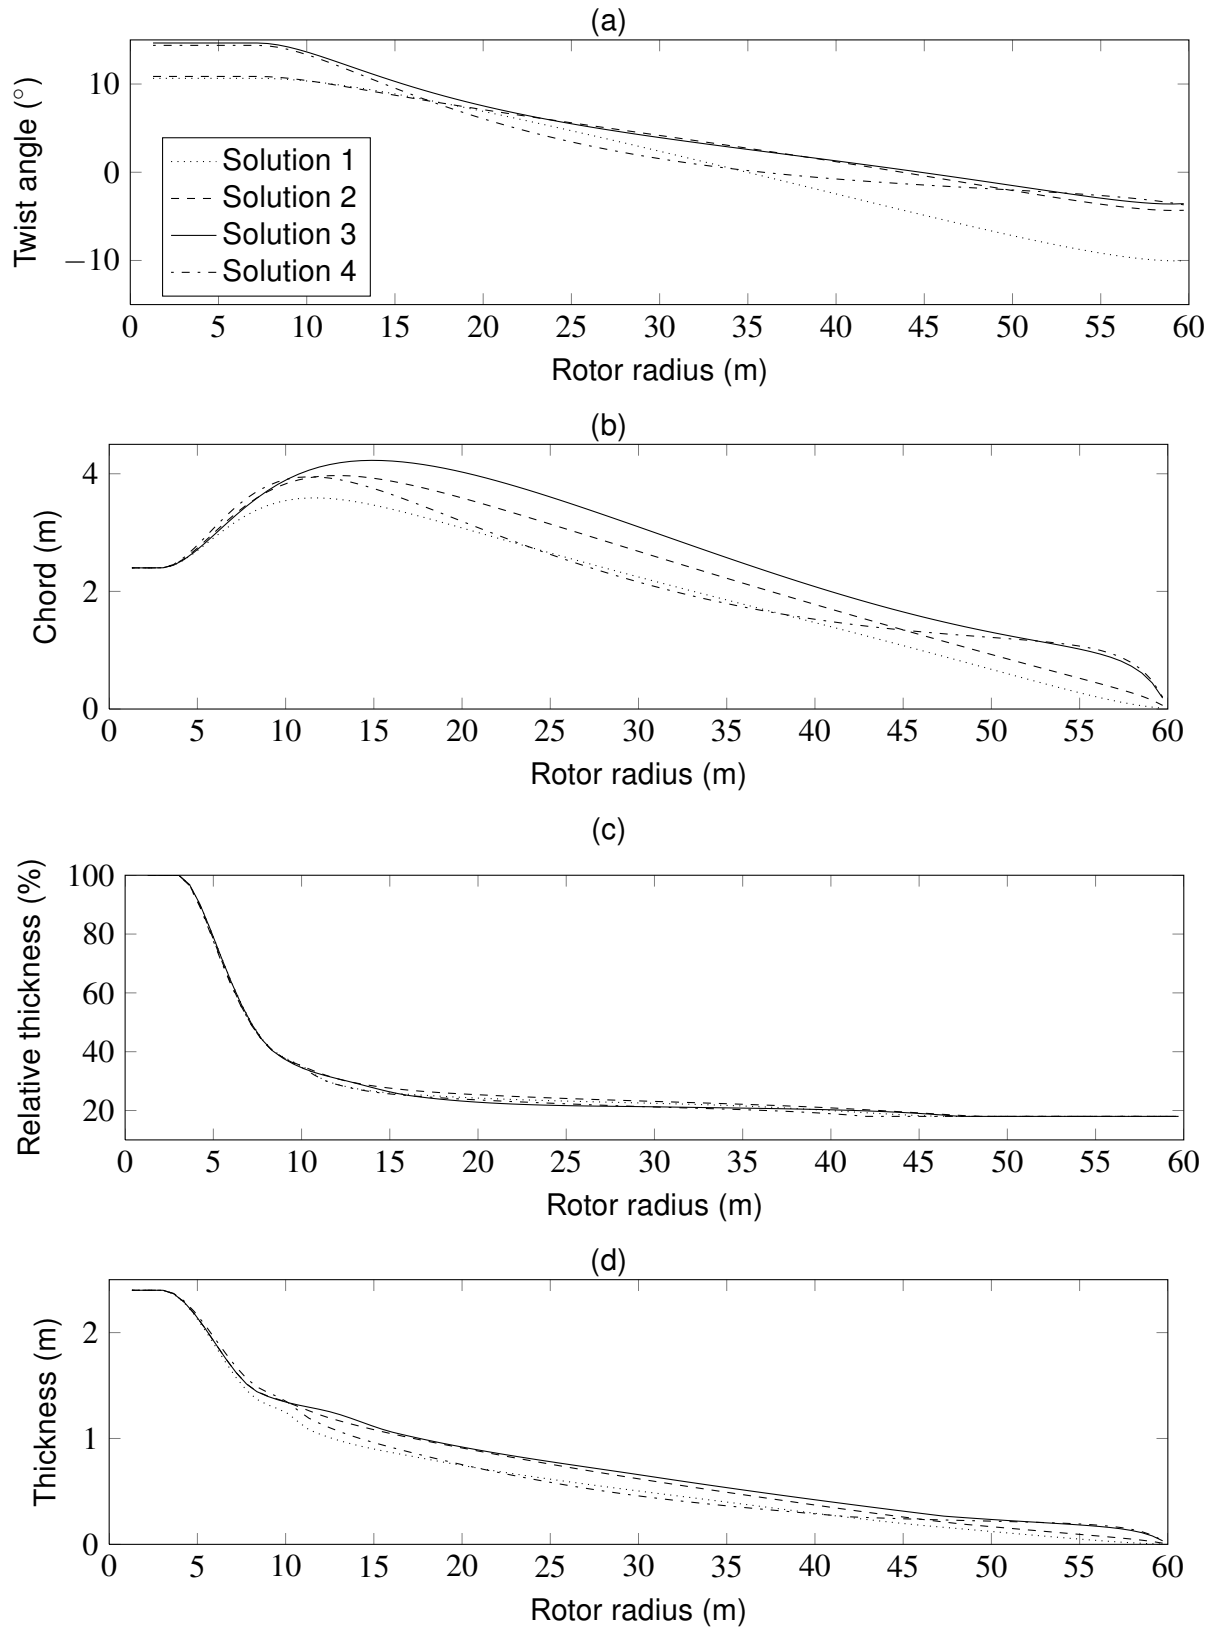 (a)
Twist angle (°)
10
0
−10
Solution 1
Solution 2
Solution 3
Solution 4
0 5 10 15 20 25 30 35 40 45 50 55 60
Rotor radius (m)
(b)
Chord (m)
4
2
0
0 5 10 15 20 25 30 35 40 45 50 55 60
Rotor radius (m)
(c)
Relative thickness (%)
100
80
60
40
20
0 5 10 15 20 25 30 35 40 45 50 55 60
Rotor radius (m)
(d)
Thickness (m)
2
1
0
0 5 10 15 20 25 30 35 40 45 50 55 60
Rotor radius (m)